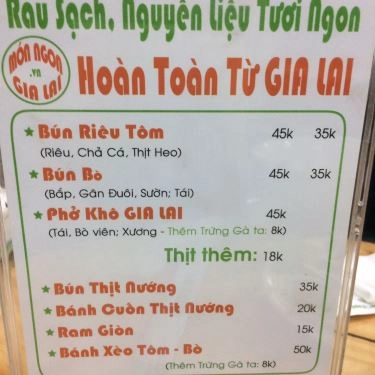 Rau Sạch, Nguyên Liệu Tươi Ngon
MÓN NGON
.vn
GIA LAI
Hoàn Toàn Từ GIA LAI
★ Bún Riêu Tôm 45k 35k
(Riêu, Chả Cá, Thịt Heo)
★ Bún Bò 45k 35k
(Bắp, Gân Đuôi, Sườn; Tái)
★ Phở Khô GIA LAI 45k
(Tái, Bò viên; Xương - Thêm Trứng Gà ta: 8k)
Thịt thêm: 18k
★ Bún Thịt Nướng 35k
★ Bánh Cuốn Thịt Nướng 20k
★ Ram Giòn 15k
★ Bánh Xèo Tôm - Bò 50k
(Thêm Trứng Gà ta: 8k)